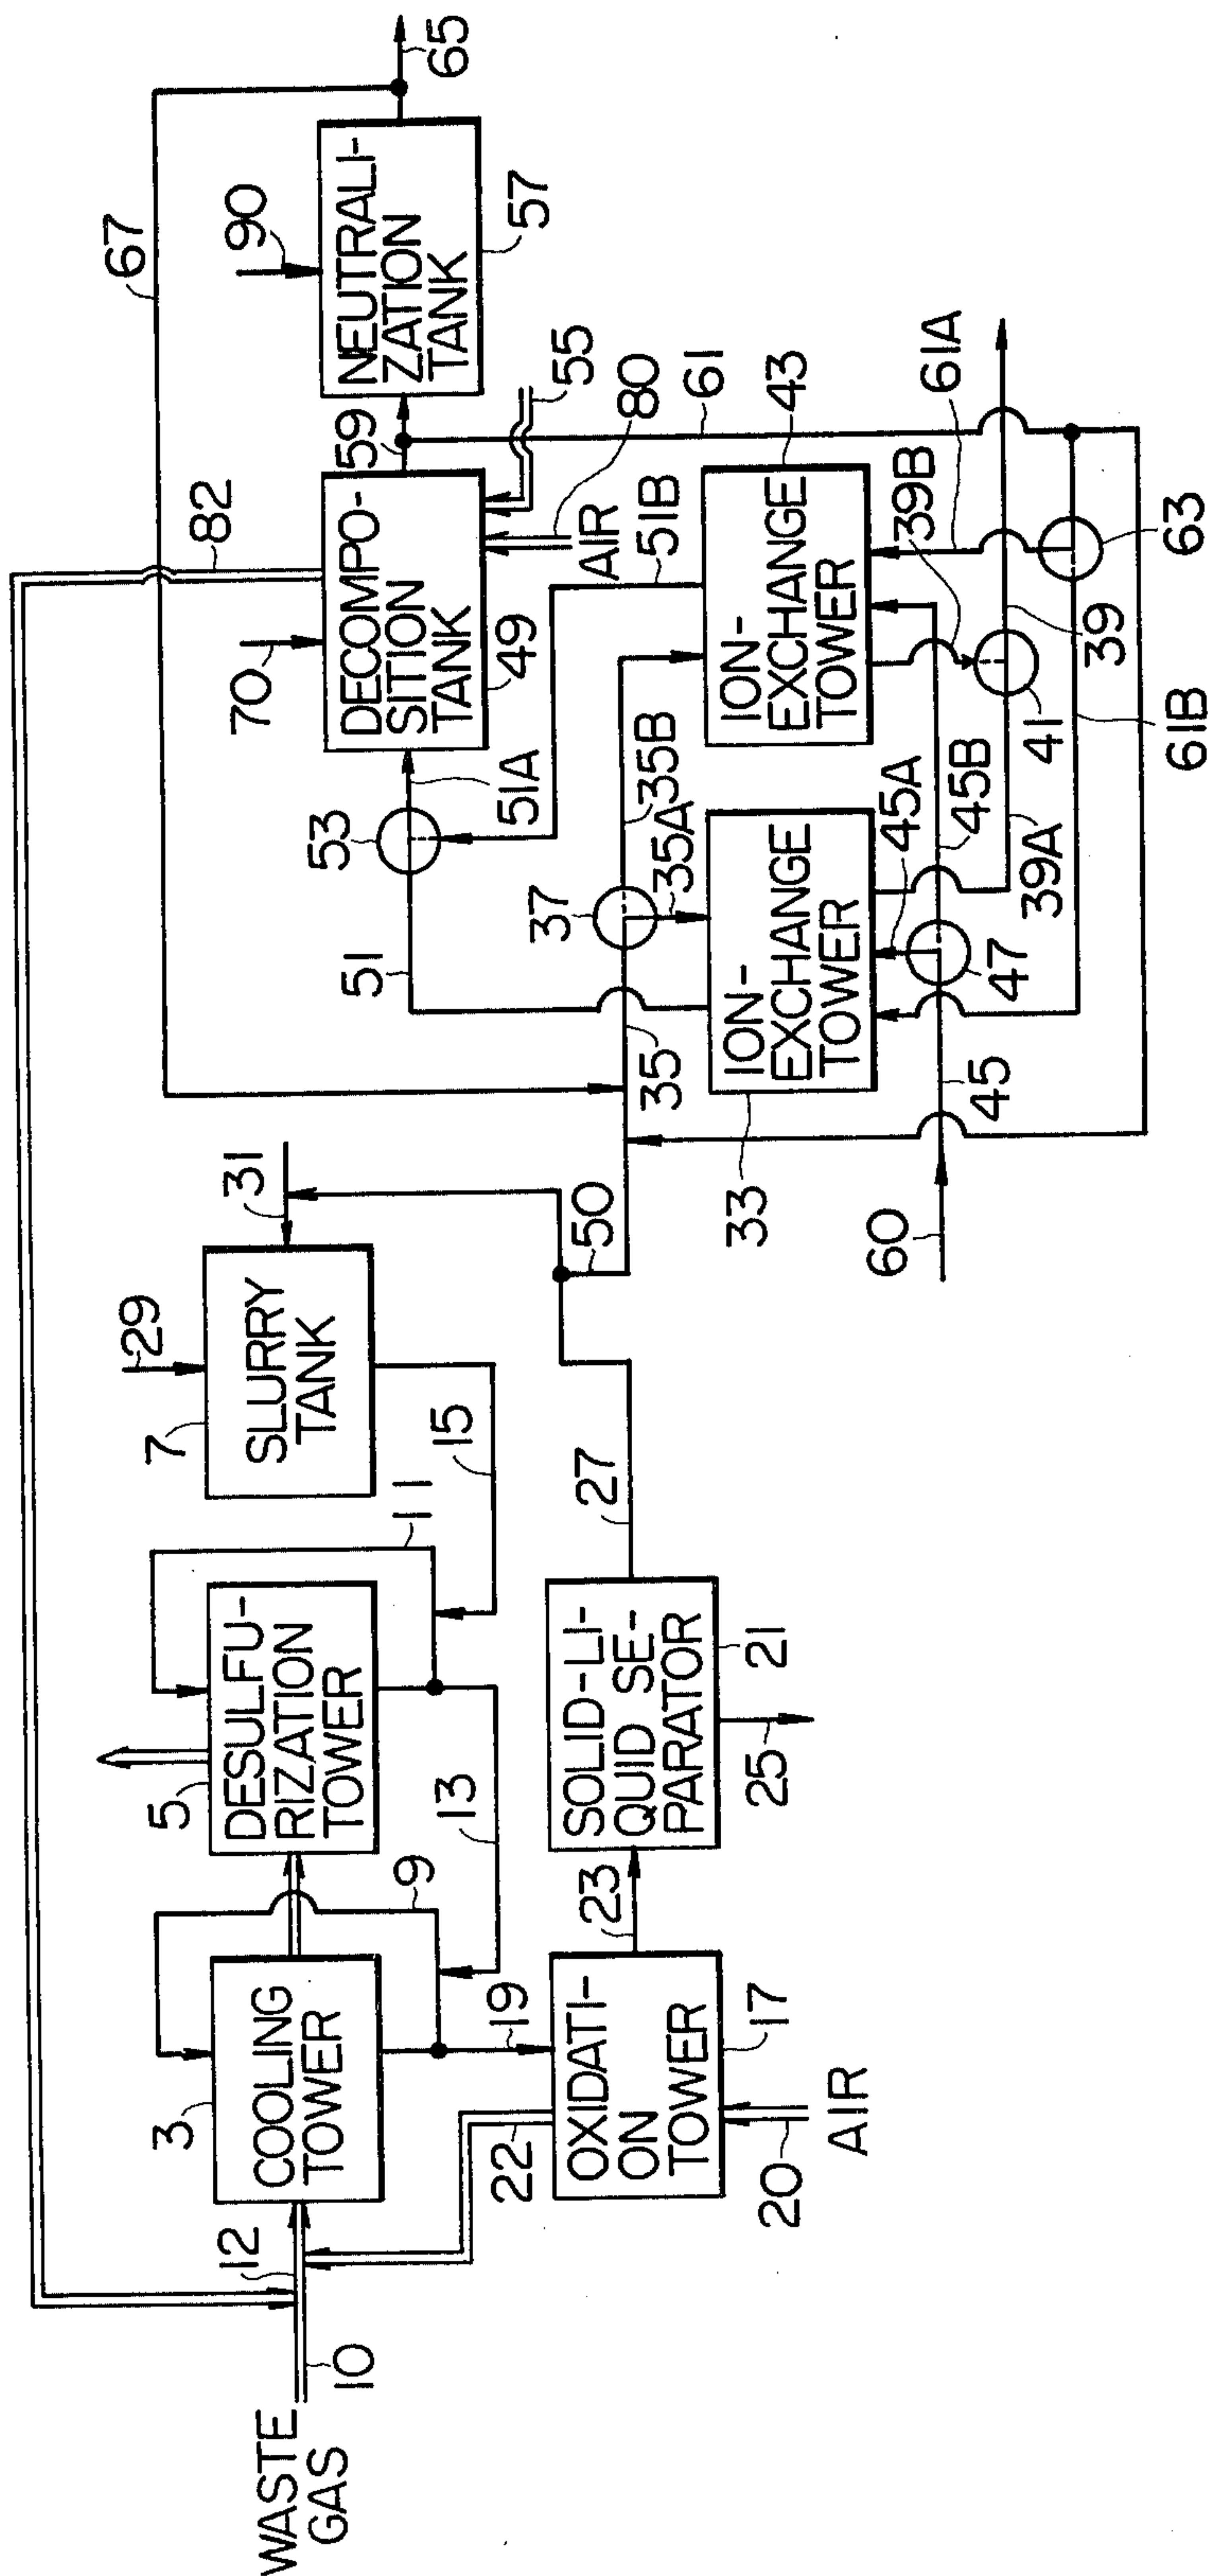 WASTE
GAS
10
12
3
COOLING
TOWER
9
5
DESULFU-
RIZATION
TOWER
11
13
15
7
SLURRY
TANK
29
31
82
67
19
22
OXIDATI-
ON
TOWER
17
20
AIR
23
SOLID-LI-
QUID SE-
PARATOR
21
25
27
50
35
37
35A
35B
33
ION-
EXCHANGE
TOWER
ION-
EXCHANGE
TOWER
43
51
53
51A
51B
70
DECOMPO-
SITION
TANK
49
59
55
80
AIR
90
NEUTRALI-
ZATION
TANK
57
65
61
61A
39B
63
39
41
61B
45A
45B
39A
47
45
60